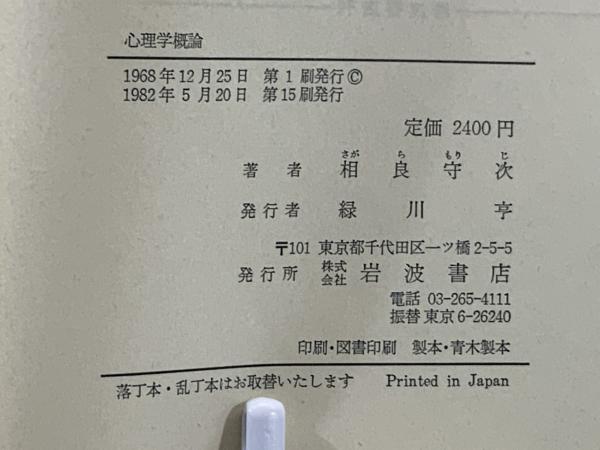 心理学概論
1968年12月25日 第1刷発行©
1982年5月20日 第15刷発行
定価 2400円
さが ら もり じ
著者 相良守次
発行者 緑川亨
〒101 東京都千代田区一ツ橋2-5-5
発行所 株式会社 岩波書店
電話 03-265-4111
振替 東京6-26240
印刷・図書印刷 製本・青木製本
落丁本・乱丁本はお取替いたします Printed in Japan